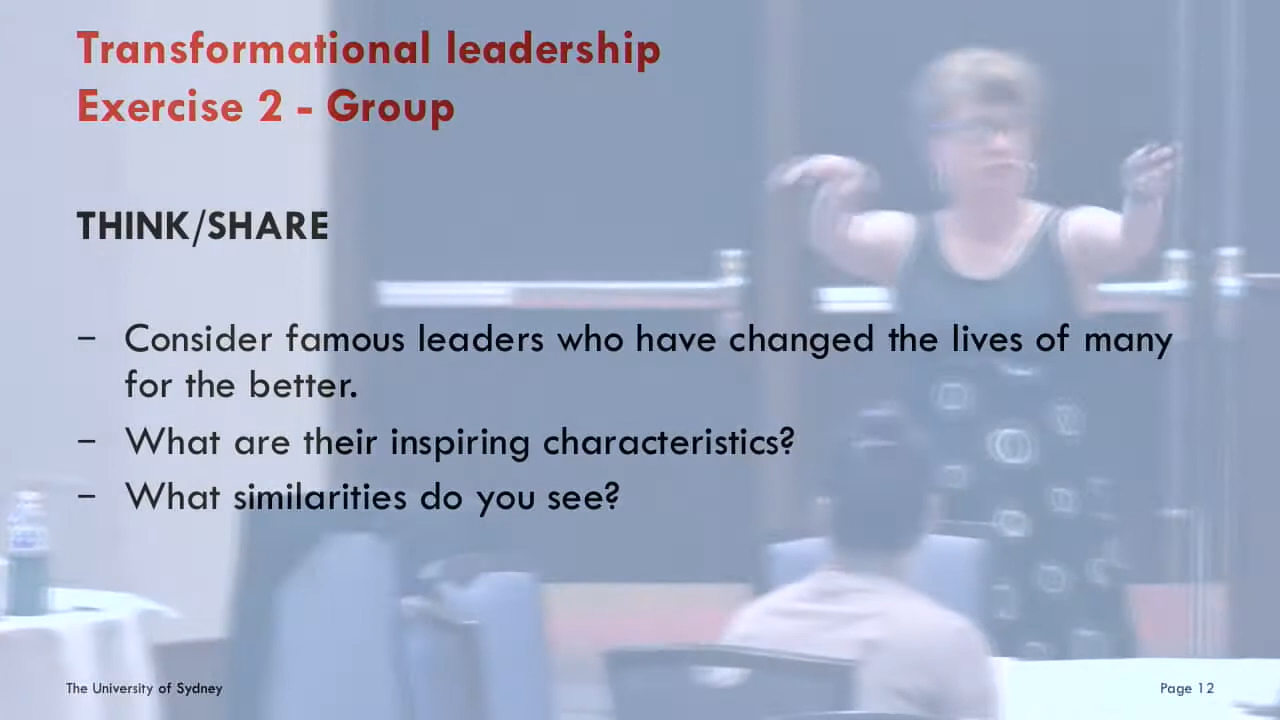 Transformational leadership
Exercise 2 - Group
THINK/SHARE
– Consider famous leaders who have changed the lives of many
for the better.
– What are their inspiring characteristics?
– What similarities do you see?
The University of Sydney
Page 12